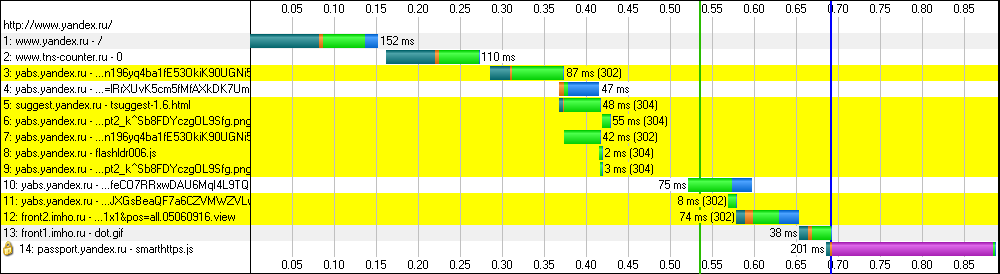 0.05 0.10 0.15 0.20 0.25 0.30 0.35 0.40 0.45 0.50 0.55 0.60 0.65 0.70 0.75 0.80 0.85
http://www.yandex.ru/
1: www.yandex.ru - / 152 ms
2: www.tns-counter.ru - 0 110 ms
3: yabs.yandex.ru - ...n196yq4ba1fE53OkiK90UGNi5 87 ms (302)
4: yabs.yandex.ru - ...=lRrXUvK5cm5fMfAXkDK7Um 47 ms
5: suggest.yandex.ru - tsuggest-1.6.html 48 ms (304)
6: yabs.yandex.ru - ...pt2_k^Sb8FDYczgOL9Sfg.png 55 ms (304)
7: yabs.yandex.ru - ...n196yq4ba1fE53OkiK90UGNi5 42 ms (302)
8: yabs.yandex.ru - flashldr006.js 2 ms (304)
9: yabs.yandex.ru - ...pt2_k^Sb8FDYczgOL9Sfg.png 3 ms (304)
10: yabs.yandex.ru - ...feCO7RRxwDAU6MqI4L9TQ 75 ms
11: yabs.yandex.ru - ...JXGsBeaQF7a6CZVMWZVL 8 ms (302)
12: front2.imho.ru - ...1x1&pos=all.05060916.view 74 ms (302)
13: front1.imho.ru - dot.gif 38 ms
14: passport.yandex.ru - smarthttps.js 201 ms
0.05 0.10 0.15 0.20 0.25 0.30 0.35 0.40 0.45 0.50 0.55 0.60 0.65 0.70 0.75 0.80 0.85